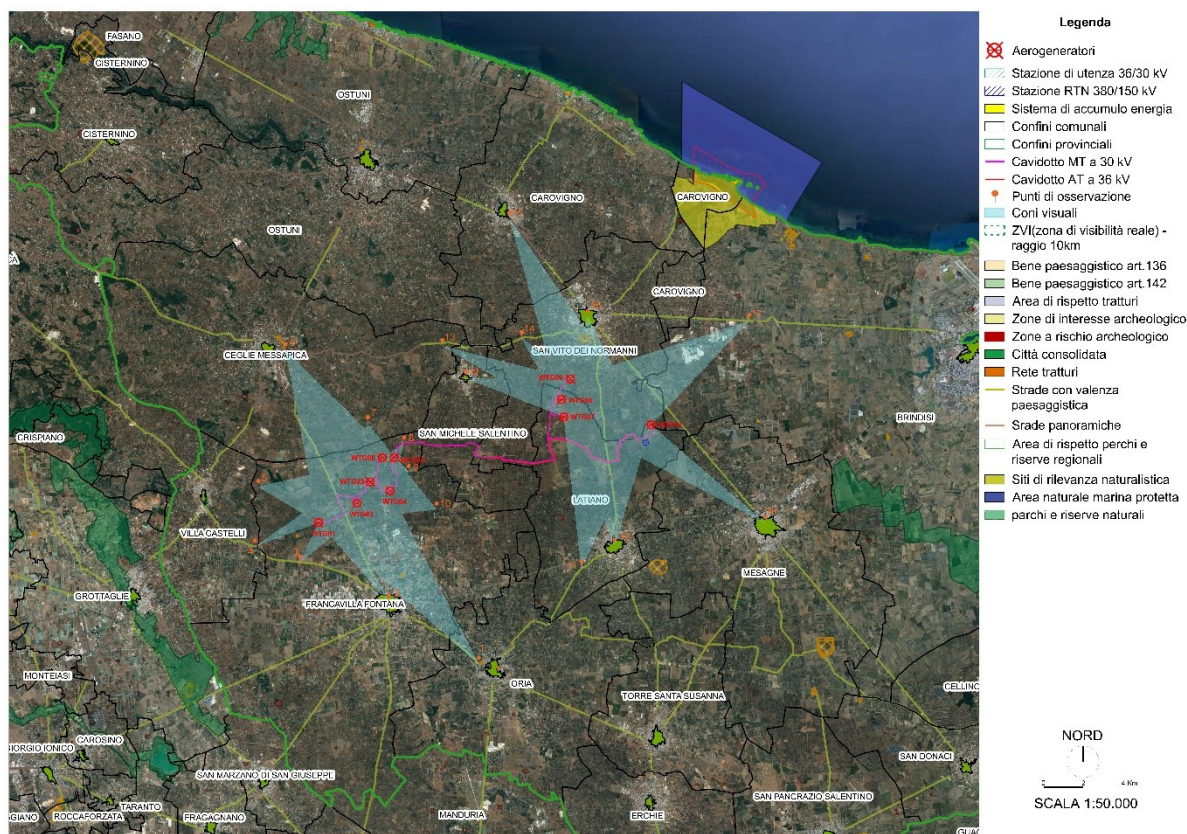 FASANO
CISTERNINO
OSTUNI
CISTERNINO
CAROVIGNO
CAROVIGNO
OSTUNI
CAROVIGNO
CEGLIE MESSAPICA
SAN VITO DEI NORMANNI
BRINDISI
CRISPIANO
SAN MICHELE SALENTINO
LATIANO
VILLA CASTELLI
MESAGNE
GROTTAGLIE
FRANCAVILLA FONTANA
MONTEIASI
ORIA
TORRE SANTA SUSANNA
CELLINO
GIORGIO IONICO
CAROSINO
SAN MARZANO DI SAN GIUSEPPE
SAN DONACI
TARANTO
ROCCAFORZATA
FRAGAGNANO
MANDURIA
ERCHIE
SAN PANCRAZIO SALENTINO
Legenda
Aerogeneratori
Stazione di utenza 36/30 kV
Stazione RTN 380/150 kV
Sistema di accumulo energia
Confini comunali
Confini provinciali
Cavidotto MT a 30 kV
Cavidotto AT a 36 kV
Punti di osservazione
Coni visuali
ZVI(zona di visibilità reale) -
raggio 10km
Bene paesaggistico art.136
Bene paesaggistico art.142
Area di rispetto tratturi
Zone di interesse archeologico
Zone a rischio archeologico
Città consolidata
Rete tratturi
Strade con valenza
paesaggistica
Srade panoramiche
Area di rispetto perchi e
riserve regionali
Siti di rilevanza naturalistica
Area naturale marina protetta
parchi e riserve naturali
NORD
4 Km
SCALA 1:50.000